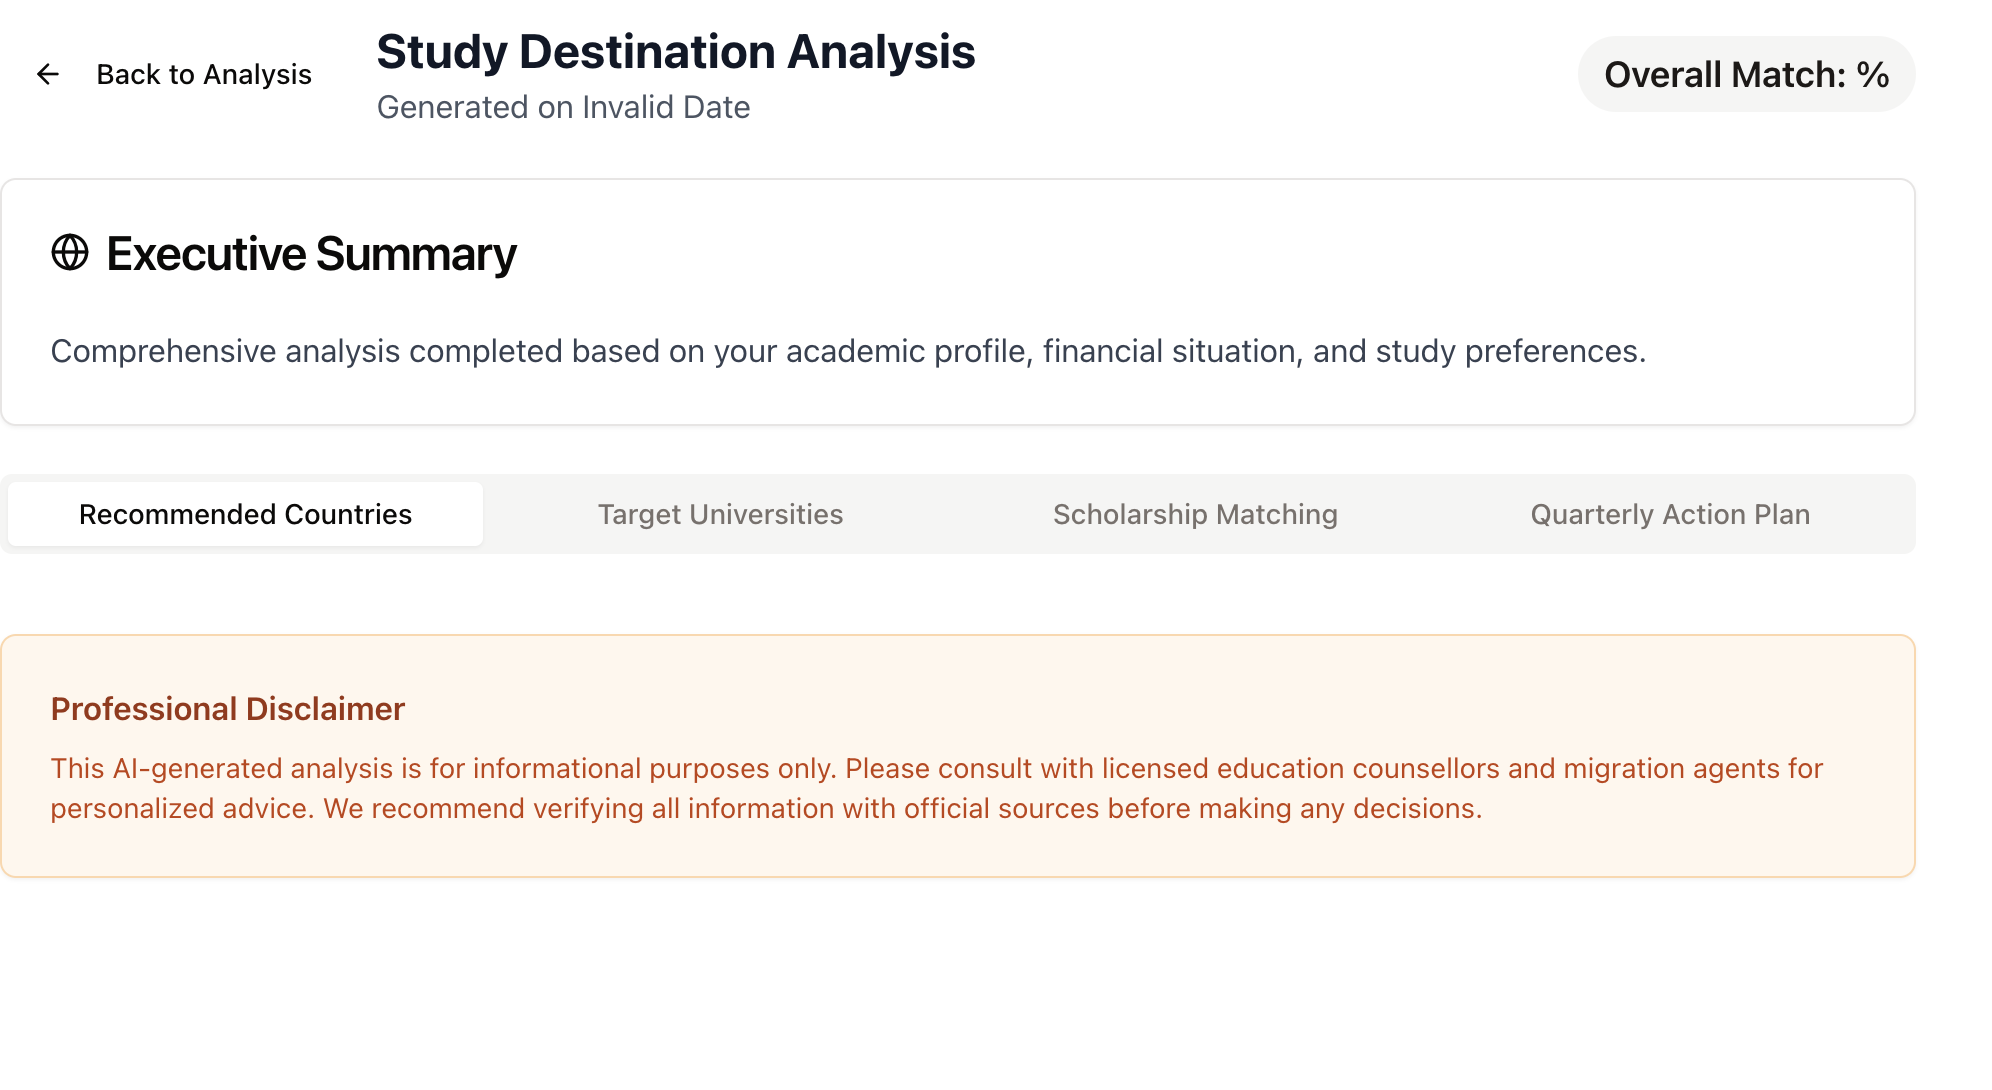 Back to Analysis
Study Destination Analysis
Generated on Invalid Date
Overall Match: %
Executive Summary
Comprehensive analysis completed based on your academic profile, financial situation, and study preferences.
Recommended Countries
Target Universities
Scholarship Matching
Quarterly Action Plan
Professional Disclaimer
This AI-generated analysis is for informational purposes only. Please consult with licensed education counsellors and migration agents for
personalized advice. We recommend verifying all information with official sources before making any decisions.